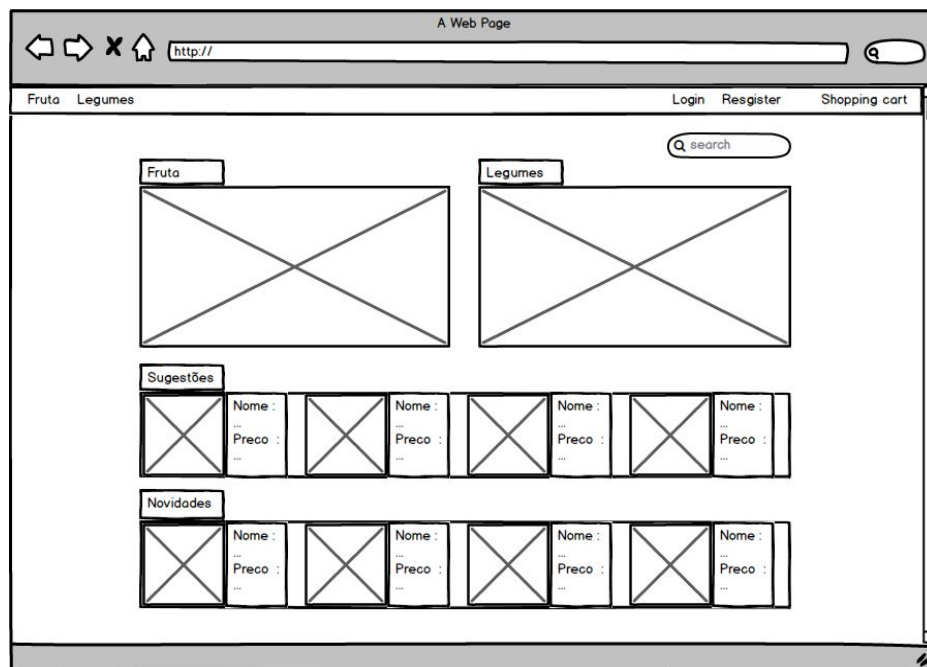 A Web Page
http://
Fruta Legumes Login Resgister Shopping cart
search
Fruta Legumes
Sugestões
Nome : Nome : Nome : Nome :
... ... ... ...
Preco : Preco : Preco : Preco :
... ... ... ...
Novidades
Nome : Nome : Nome : Nome :
... ... ... ...
Preco : Preco : Preco : Preco :
... ... ... ...